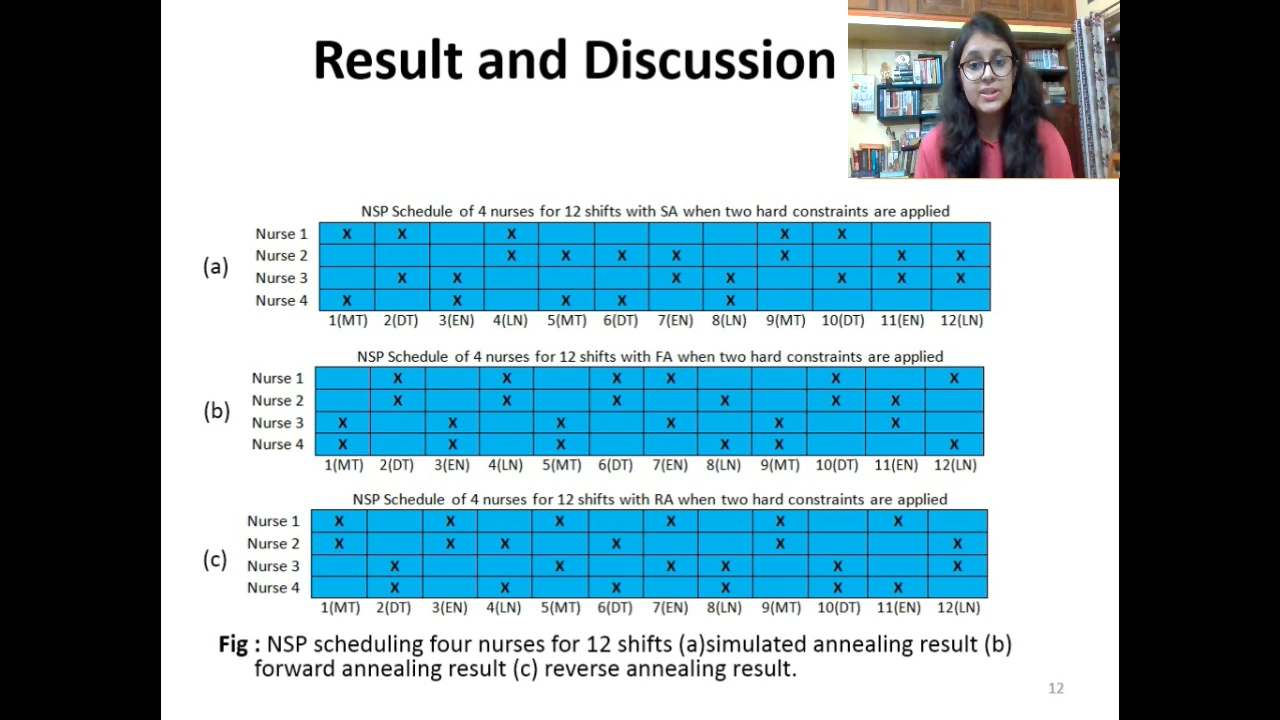 Result and Discussion
NSP Schedule of 4 nurses for 12 shifts with SA when two hard constraints are applied
(a)
Nurse 1 X X X X X
Nurse 2 X X X X X X X
Nurse 3 X X X X X X X
Nurse 4 X X X X X
1(MT) 2(DT) 3(EN) 4(LN) 5(MT) 6(DT) 7(EN) 8(LN) 9(MT) 10(DT) 11(EN) 12(LN)
NSP Schedule of 4 nurses for 12 shifts with FA when two hard constraints are applied
(b)
Nurse 1 X X X X X X
Nurse 2 X X X X X X
Nurse 3 X X X X X X
Nurse 4 X X X X X X
1(MT) 2(DT) 3(EN) 4(LN) 5(MT) 6(DT) 7(EN) 8(LN) 9(MT) 10(DT) 11(EN) 12(LN)
NSP Schedule of 4 nurses for 12 shifts with RA when two hard constraints are applied
(c)
Nurse 1 X X X X X X
Nurse 2 X X X X X X
Nurse 3 X X X X X X
Nurse 4 X X X X X X
1(MT) 2(DT) 3(EN) 4(LN) 5(MT) 6(DT) 7(EN) 8(LN) 9(MT) 10(DT) 11(EN) 12(LN)
Fig : NSP scheduling four nurses for 12 shifts (a)simulated annealing result (b)
forward annealing result (c) reverse annealing result.
12